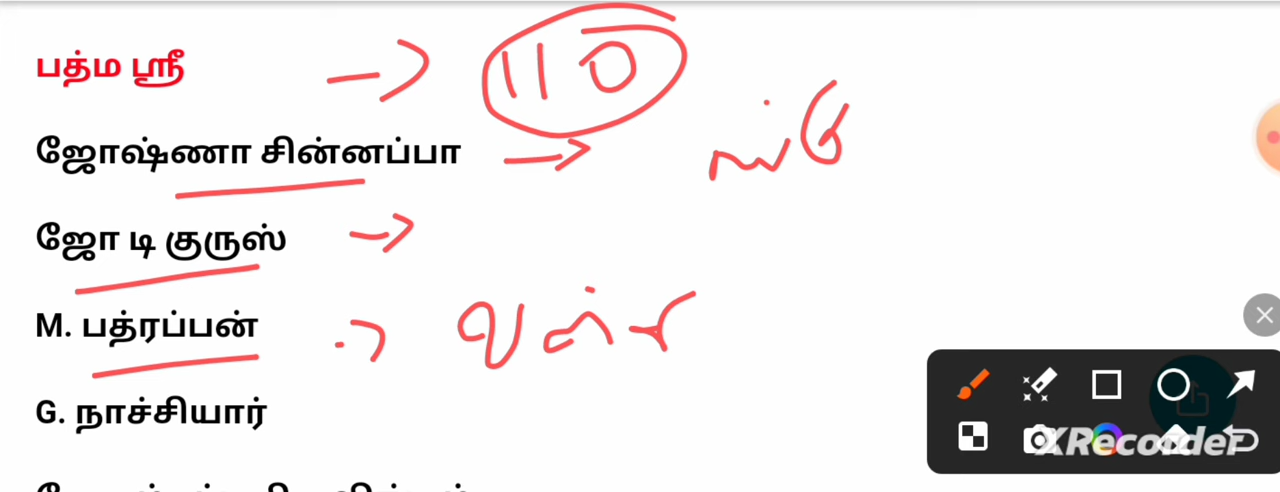 பத்ம ஸ்ரீ → 110
ஜோஷ்ணா சின்னப்பா →
ஜோ டி குருஸ் →
M. பத்ரப்பன் →
G. நாச்சியார்
XRecorder